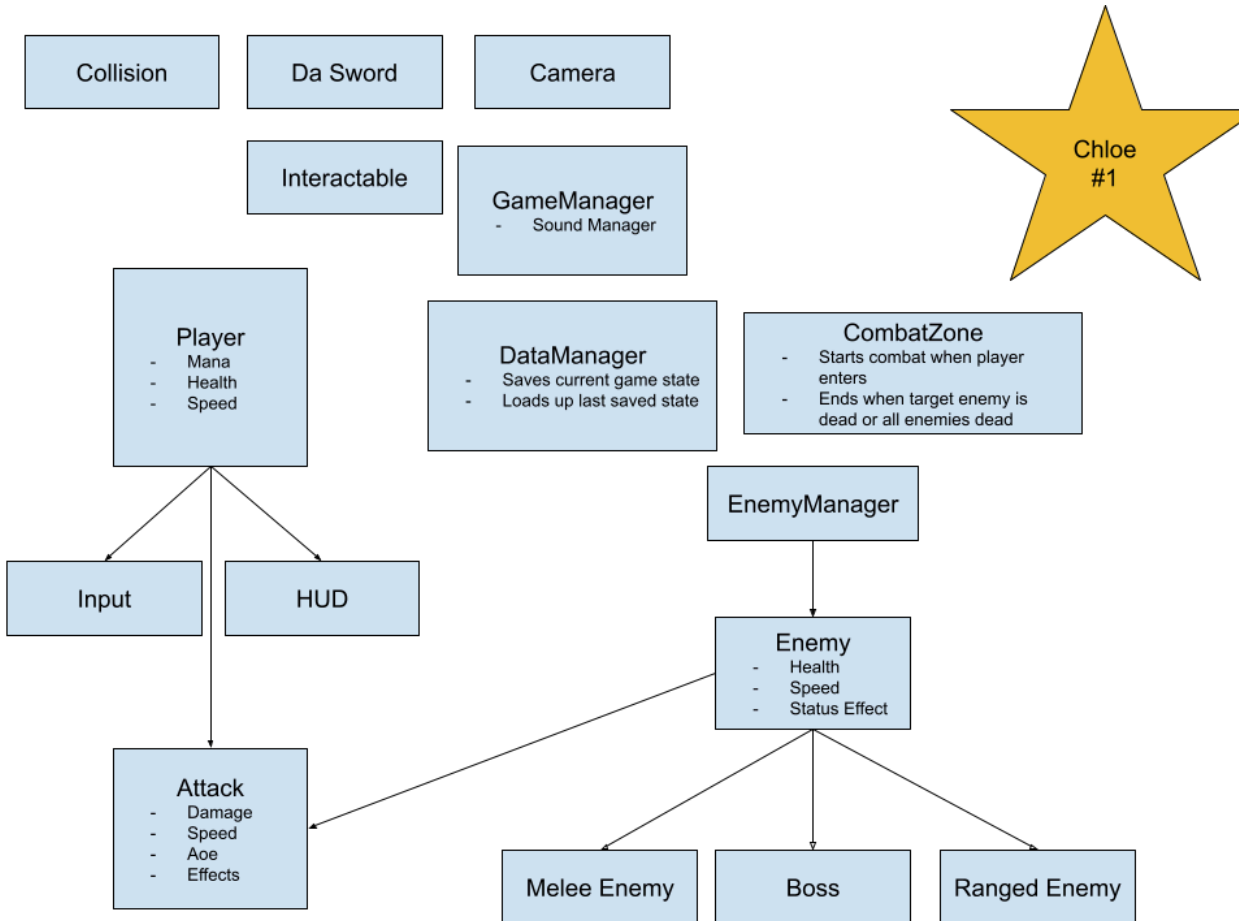 Collision
Da Sword
Camera
Chloe
#1
Interactable
GameManager
- Sound Manager
Player
- Mana
- Health
- Speed
DataManager
- Saves current game state
- Loads up last saved state
CombatZone
- Starts combat when player
enters
- Ends when target enemy is
dead or all enemies dead
EnemyManager
Input
HUD
Enemy
- Health
- Speed
- Status Effect
Attack
- Damage
- Speed
- Aoe
- Effects
Melee Enemy
Boss
Ranged Enemy